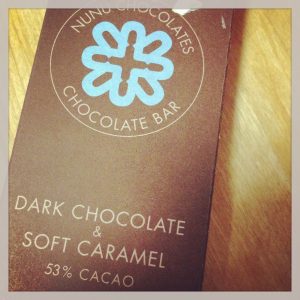 NUNU CHOCOLATES
CHOCOLATE BAR
DARK CHOCOLATE
&
SOFT CARAMEL
53% CACAO